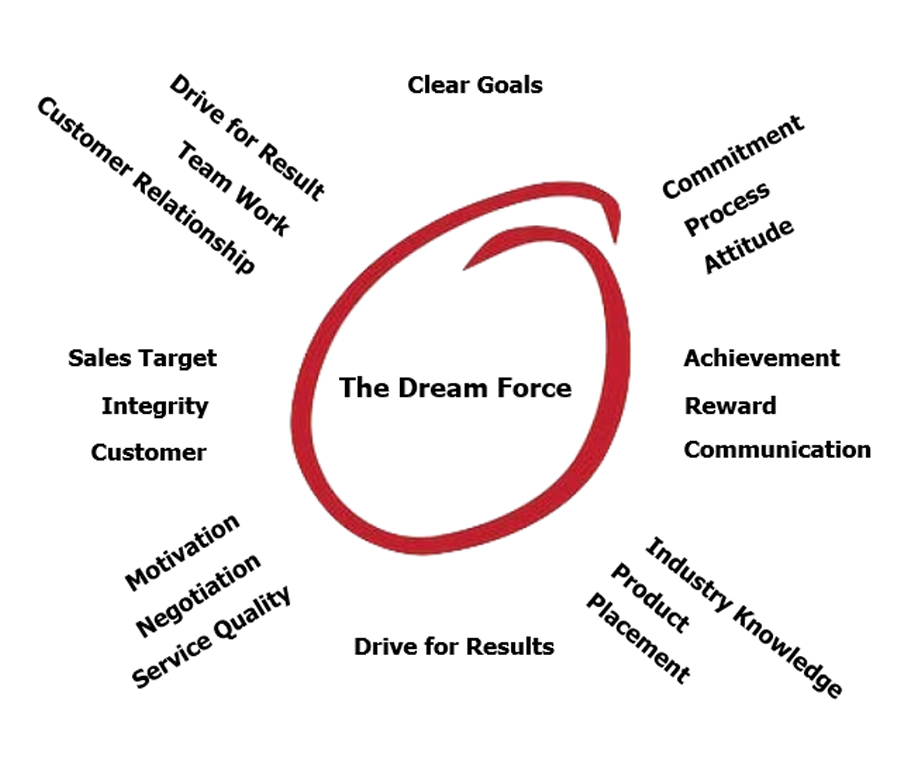 Clear Goals
Drive for Result
Team Work
Customer Relationship
Commitment
Process
Attitude
Sales Target
Integrity
Customer
The Dream Force
Achievement
Reward
Communication
Motivation
Negotiation
Service Quality
Drive for Results
Industry Knowledge
Product
Placement